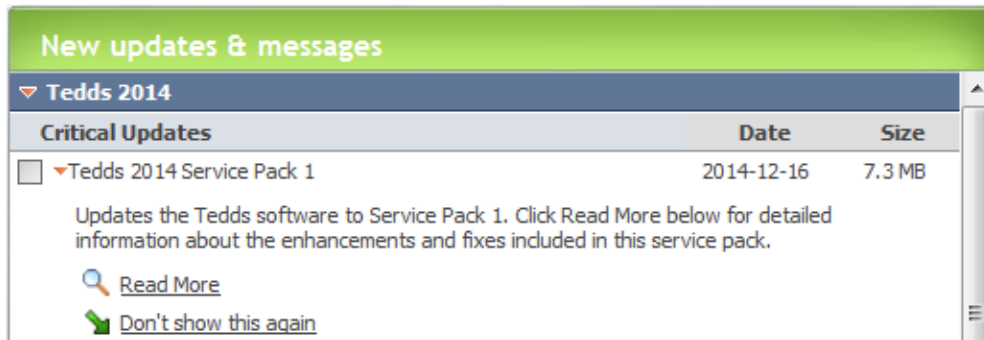 New updates & messages
Tedds 2014
Critical Updates Date Size
Tedds 2014 Service Pack 1 2014-12-16 7.3 MB
Updates the Tedds software to Service Pack 1. Click Read More below for detailed
information about the enhancements and fixes included in this service pack.
Read More
Don't show this again